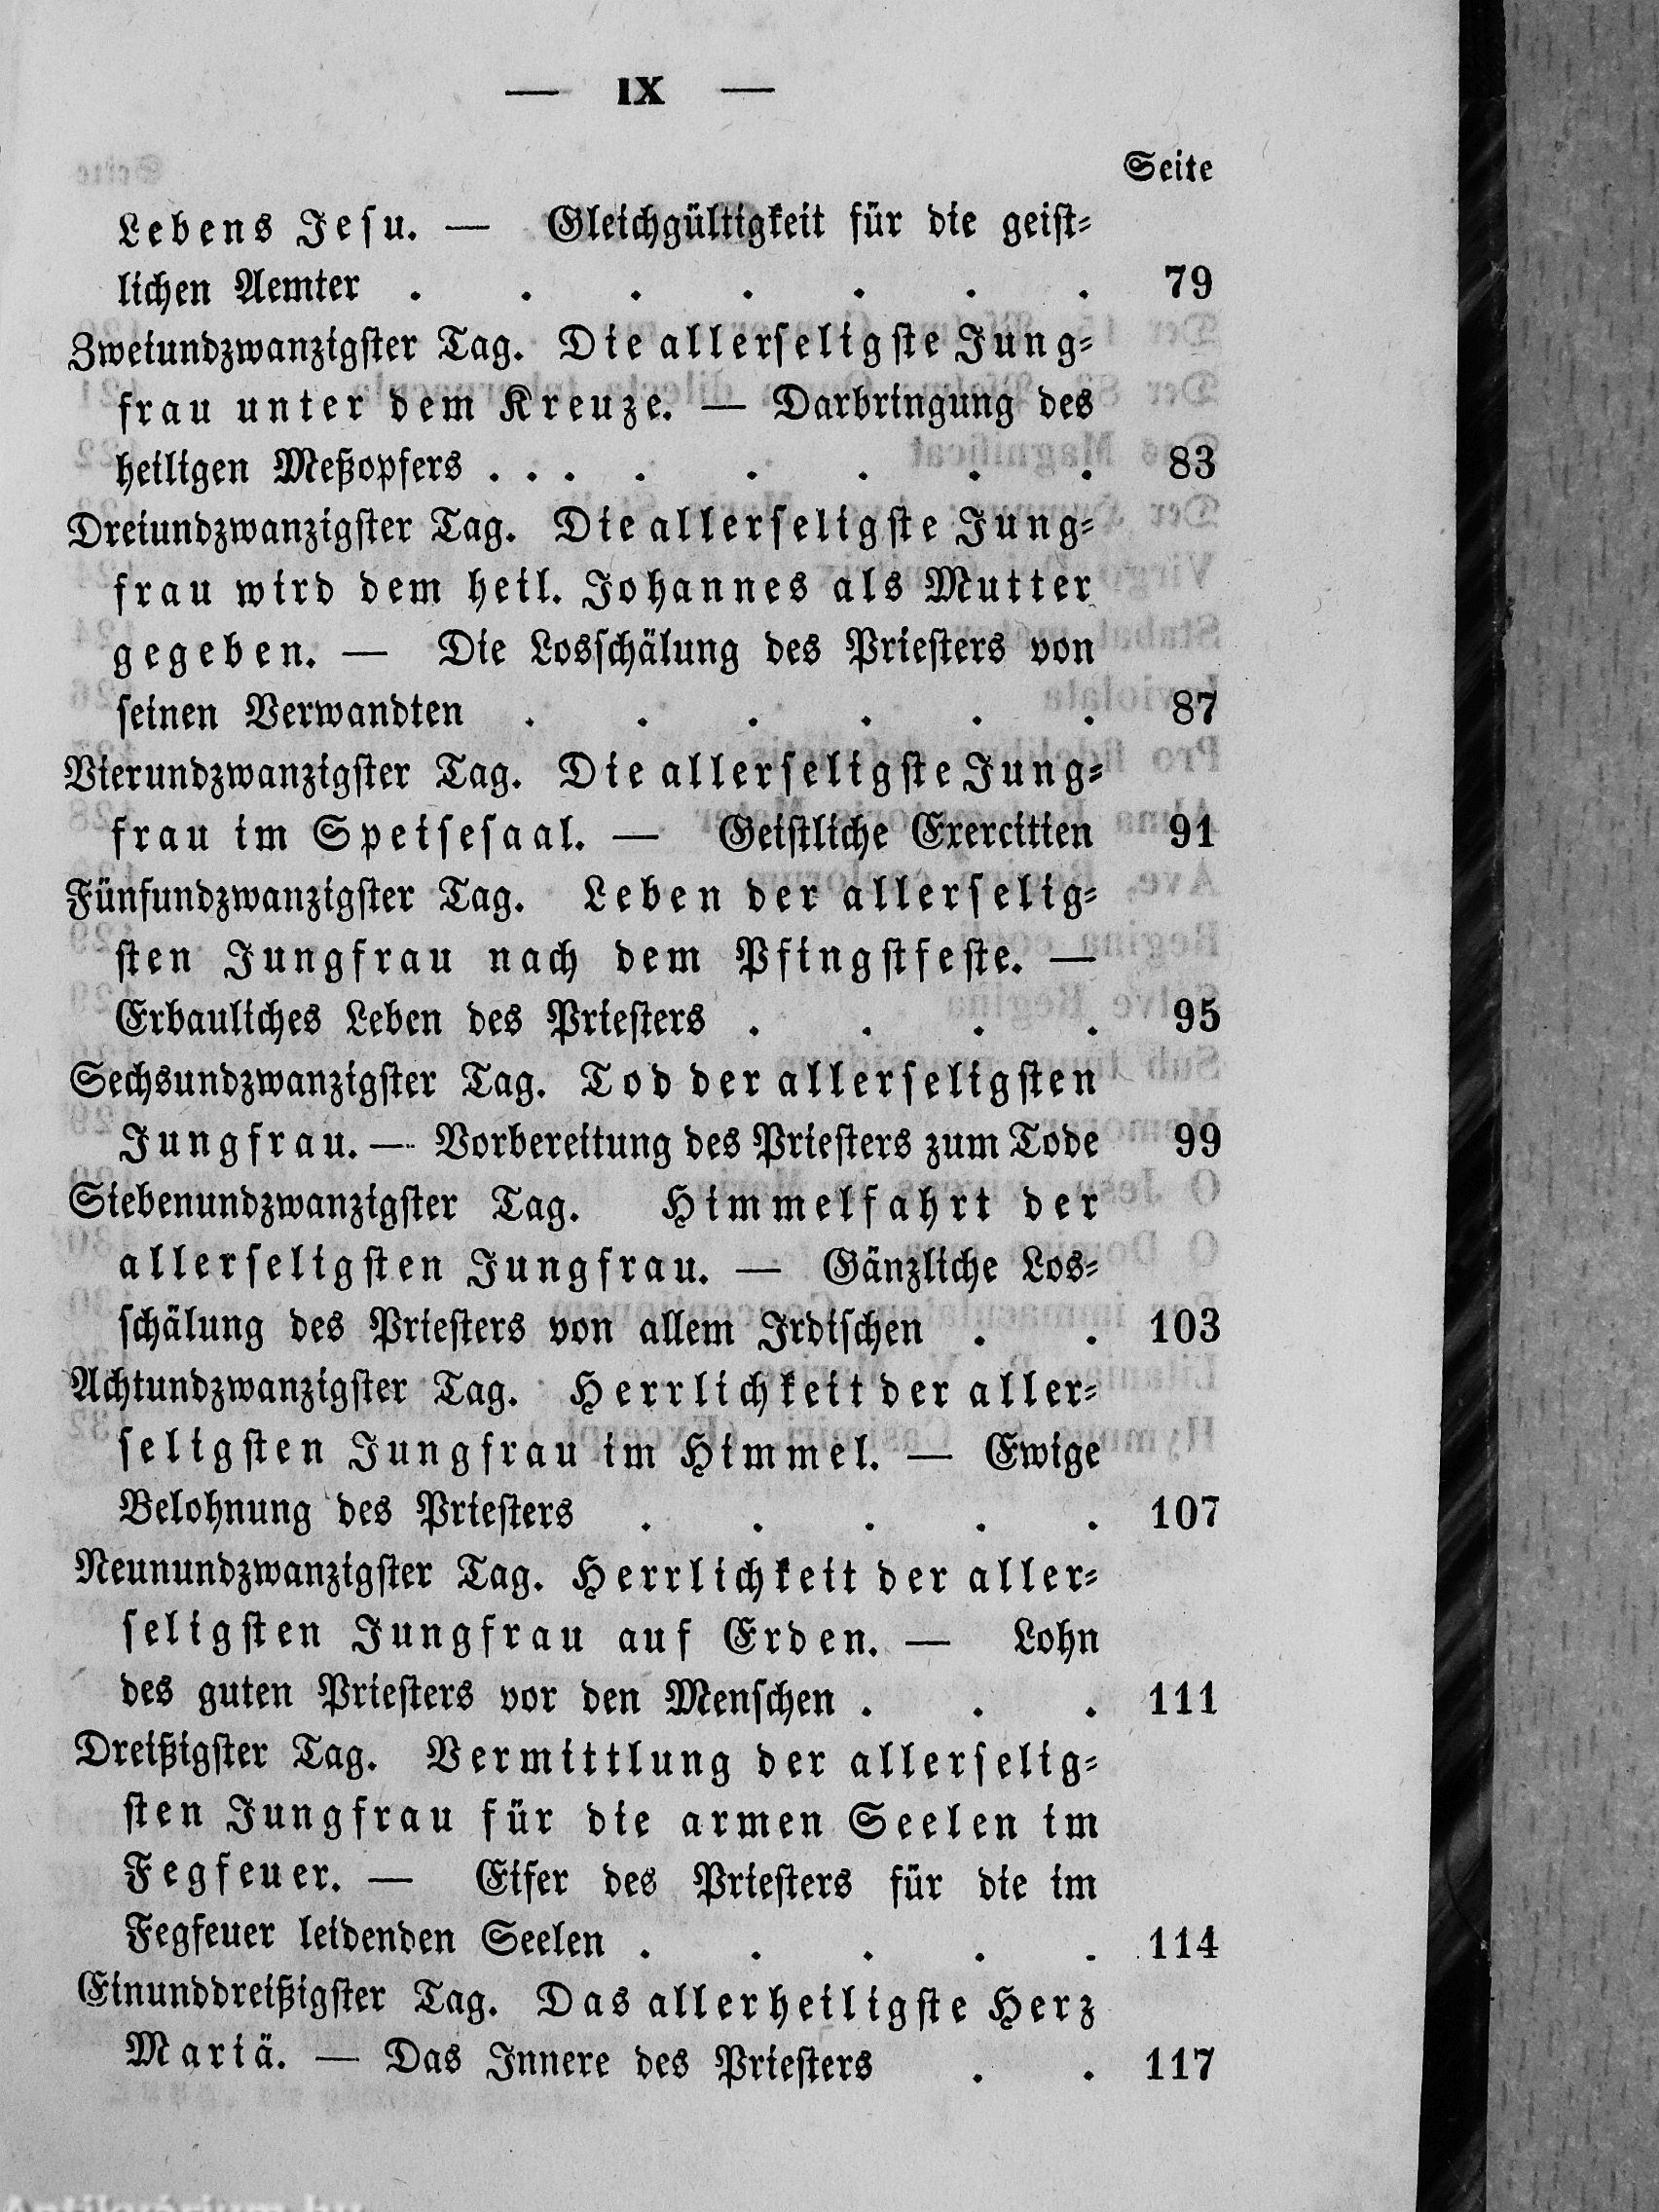 — IX —
Seite
Lebens Jesu. — Gleichgültigkeit für die geist-
lichen Aemter . . . . . . . 79
Zweiundzwanzigster Tag. Die allerseligste Jung-
frau unter dem Kreuze. — Darbringung des
heiligen Meßopfers . . . . . . . . 83
Dreiundzwanzigster Tag. Die allerseligste Jung-
frau wird dem heil. Johannes als Mutter
gegeben. — Die Losschälung des Priesters von
seinen Verwandten . . . . . . 87
Vierundzwanzigster Tag. Die allerseligste Jung-
frau im Speisesaal. — Geistliche Exercitien 91
Fünfundzwanzigster Tag. Leben der allerselig-
sten Jungfrau nach dem Pfingstfeste. —
Erbauliches Leben des Priesters . . . . 95
Sechsundzwanzigster Tag. Tod der allerseligsten
Jungfrau. — Vorbereitung des Priesters zum Tode 99
Siebenundzwanzigster Tag. Himmelfahrt der
allerseligsten Jungfrau. — Gänzliche Los-
schälung des Priesters von allem Irdischen . . 103
Achtundzwanzigster Tag. Herrlichkeit der aller-
seligsten Jungfrau im Himmel. — Ewige
Belohnung des Priesters . . . . . 107
Neunundzwanzigster Tag. Herrlichkeit der aller-
seligsten Jungfrau auf Erden. — Lohn
des guten Priesters vor den Menschen . . . 111
Dreißigster Tag. Vermittlung der allerselig-
sten Jungfrau für die armen Seelen im
Fegfeuer. — Eifer des Priesters für die im
Fegfeuer leidenden Seelen . . . . . 114
Einunddreißigster Tag. Das allerheiligste Herz
Mariä. — Das Innere des Priesters . . 117